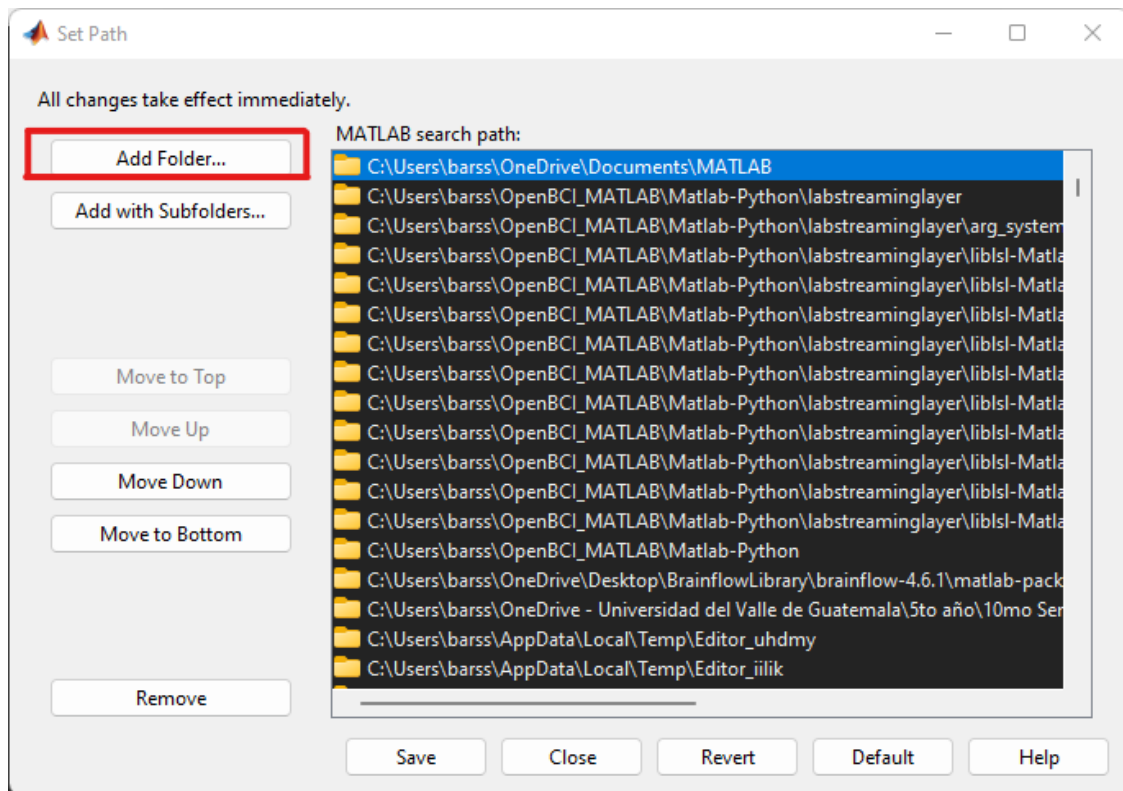 Set Path
All changes take effect immediately.
Add Folder...
Add with Subfolders...
Move to Top
Move Up
Move Down
Move to Bottom
Remove
MATLAB search path:
C:\Users\barss\OneDrive\Documents\MATLAB
C:\Users\barss\OpenBCI_MATLAB\Matlab-Python\labstreaminglayer
C:\Users\barss\OpenBCI_MATLAB\Matlab-Python\labstreaminglayer\arg_system
C:\Users\barss\OpenBCI_MATLAB\Matlab-Python\labstreaminglayer\liblsl-Matla
C:\Users\barss\OpenBCI_MATLAB\Matlab-Python\labstreaminglayer\liblsl-Matla
C:\Users\barss\OpenBCI_MATLAB\Matlab-Python\labstreaminglayer\liblsl-Matla
C:\Users\barss\OpenBCI_MATLAB\Matlab-Python\labstreaminglayer\liblsl-Matla
C:\Users\barss\OpenBCI_MATLAB\Matlab-Python\labstreaminglayer\liblsl-Matla
C:\Users\barss\OpenBCI_MATLAB\Matlab-Python\labstreaminglayer\liblsl-Matla
C:\Users\barss\OpenBCI_MATLAB\Matlab-Python\labstreaminglayer\liblsl-Matla
C:\Users\barss\OpenBCI_MATLAB\Matlab-Python\labstreaminglayer\liblsl-Matla
C:\Users\barss\OpenBCI_MATLAB\Matlab-Python\labstreaminglayer\liblsl-Matla
C:\Users\barss\OpenBCI_MATLAB\Matlab-Python\labstreaminglayer\liblsl-Matla
C:\Users\barss\OpenBCI_MATLAB\Matlab-Python
C:\Users\barss\OneDrive\Desktop\BrainflowLibrary\brainflow-4.6.1\matlab-pack
C:\Users\barss\OneDrive - Universidad del Valle de Guatemala\5to año\10mo Ser
C:\Users\barss\AppData\Local\Temp\Editor_uhdmy
C:\Users\barss\AppData\Local\Temp\Editor_iilik
Save
Close
Revert
Default
Help